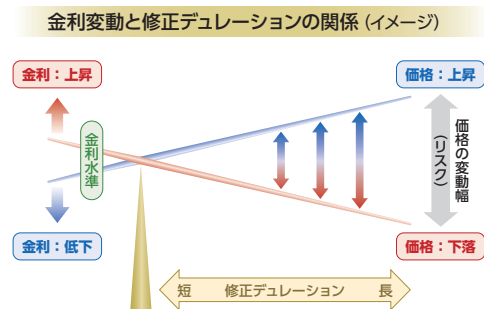 金利変動と修正デュレーションの関係（イメージ）
金利：上昇
価格：上昇
金利水準
価格の変動幅
（リスク）
金利：低下
価格：下落
短 修正デュレーション 長